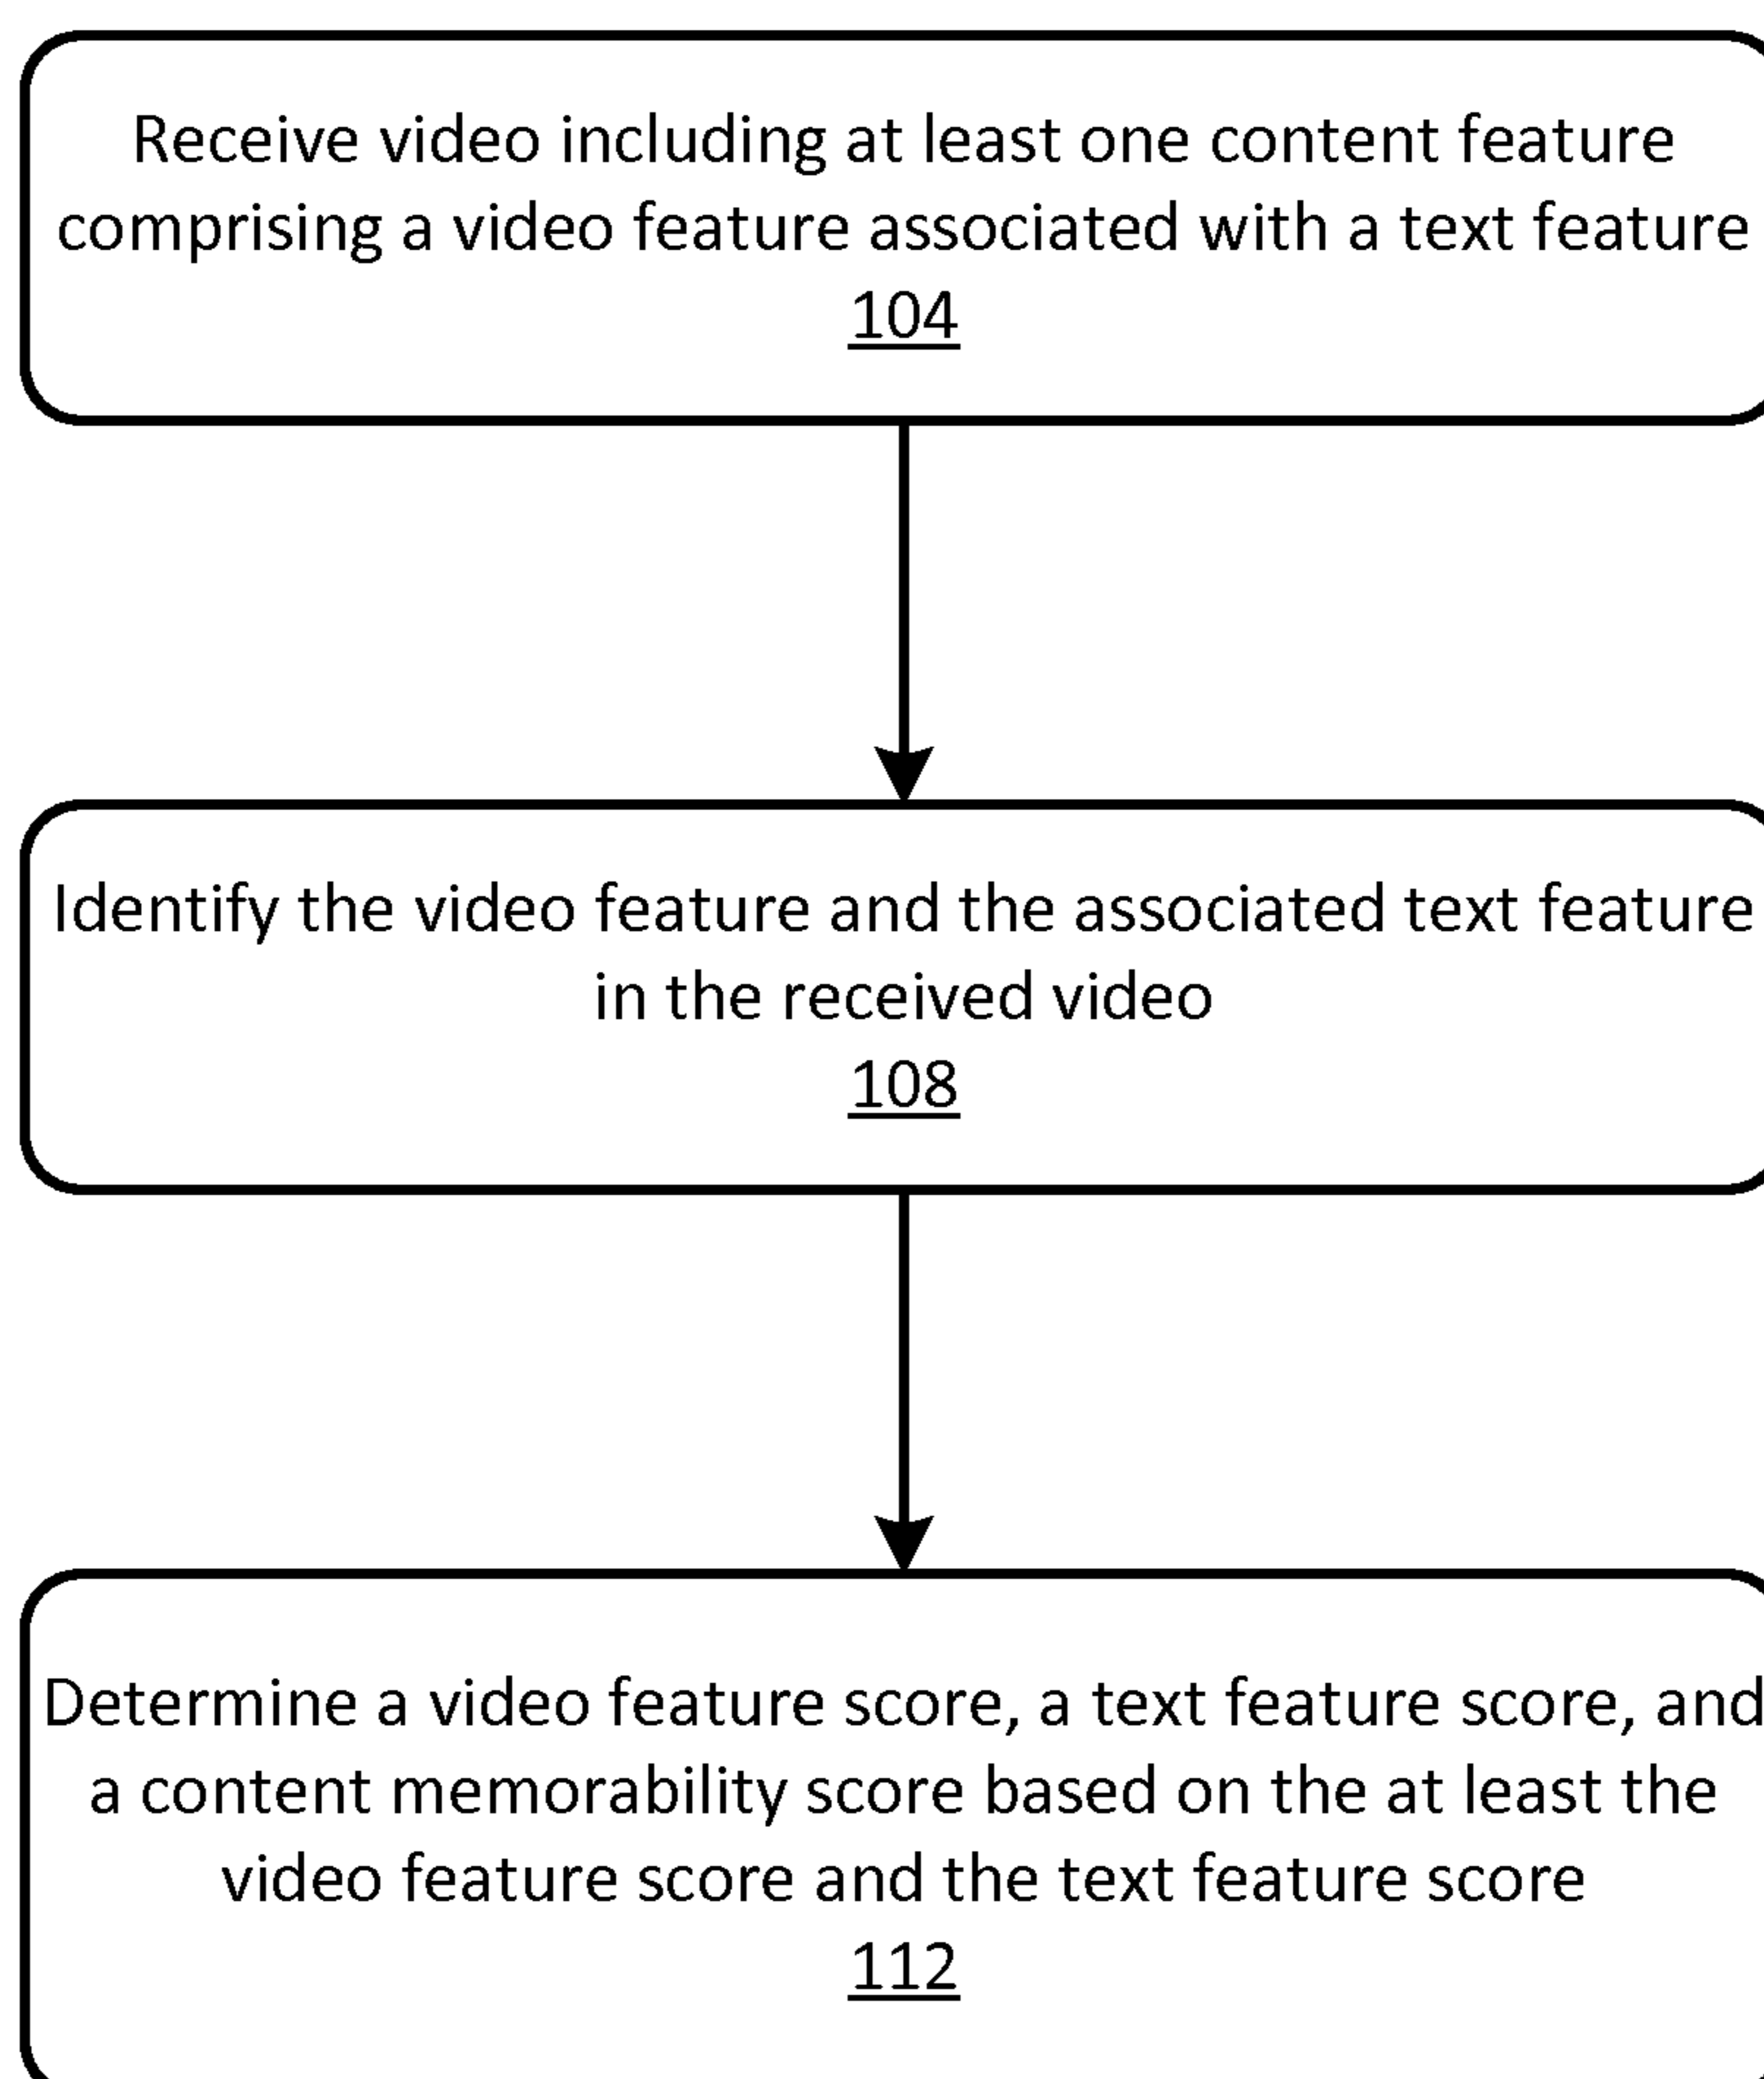 Receive video including at least one content feature
comprising a video feature associated with a text feature
104
Identify the video feature and the associated text feature
in the received video
108
Determine a video feature score, a text feature score, and
a content memorability score based on the at least the
video feature score and the text feature score
112